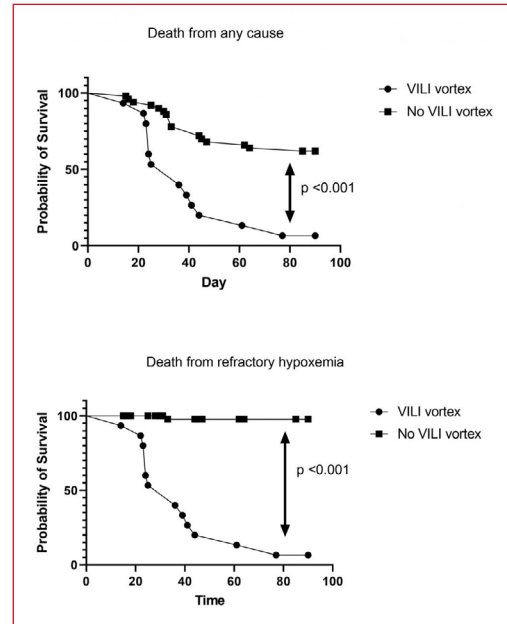 Death from any cause
VILI vortex
No VILI vortex
Probability of Survival
100
50
0
p <0.001
0 20 40 60 80 100
Day
Death from refractory hypoxemia
VILI vortex
No VILI vortex
Probability of Survival
100
50
0
p <0.001
0 20 40 60 80 100
Time